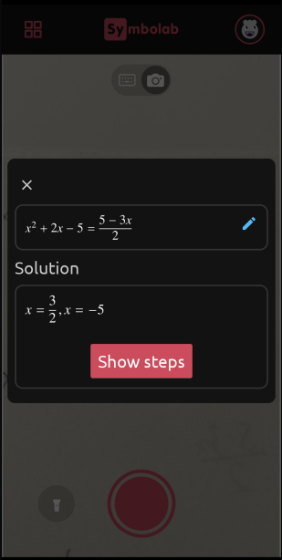 Symbolab
x² + 2x − 5 = (5 − 3x)/2
Solution
x = 3/2, x = −5
Show steps